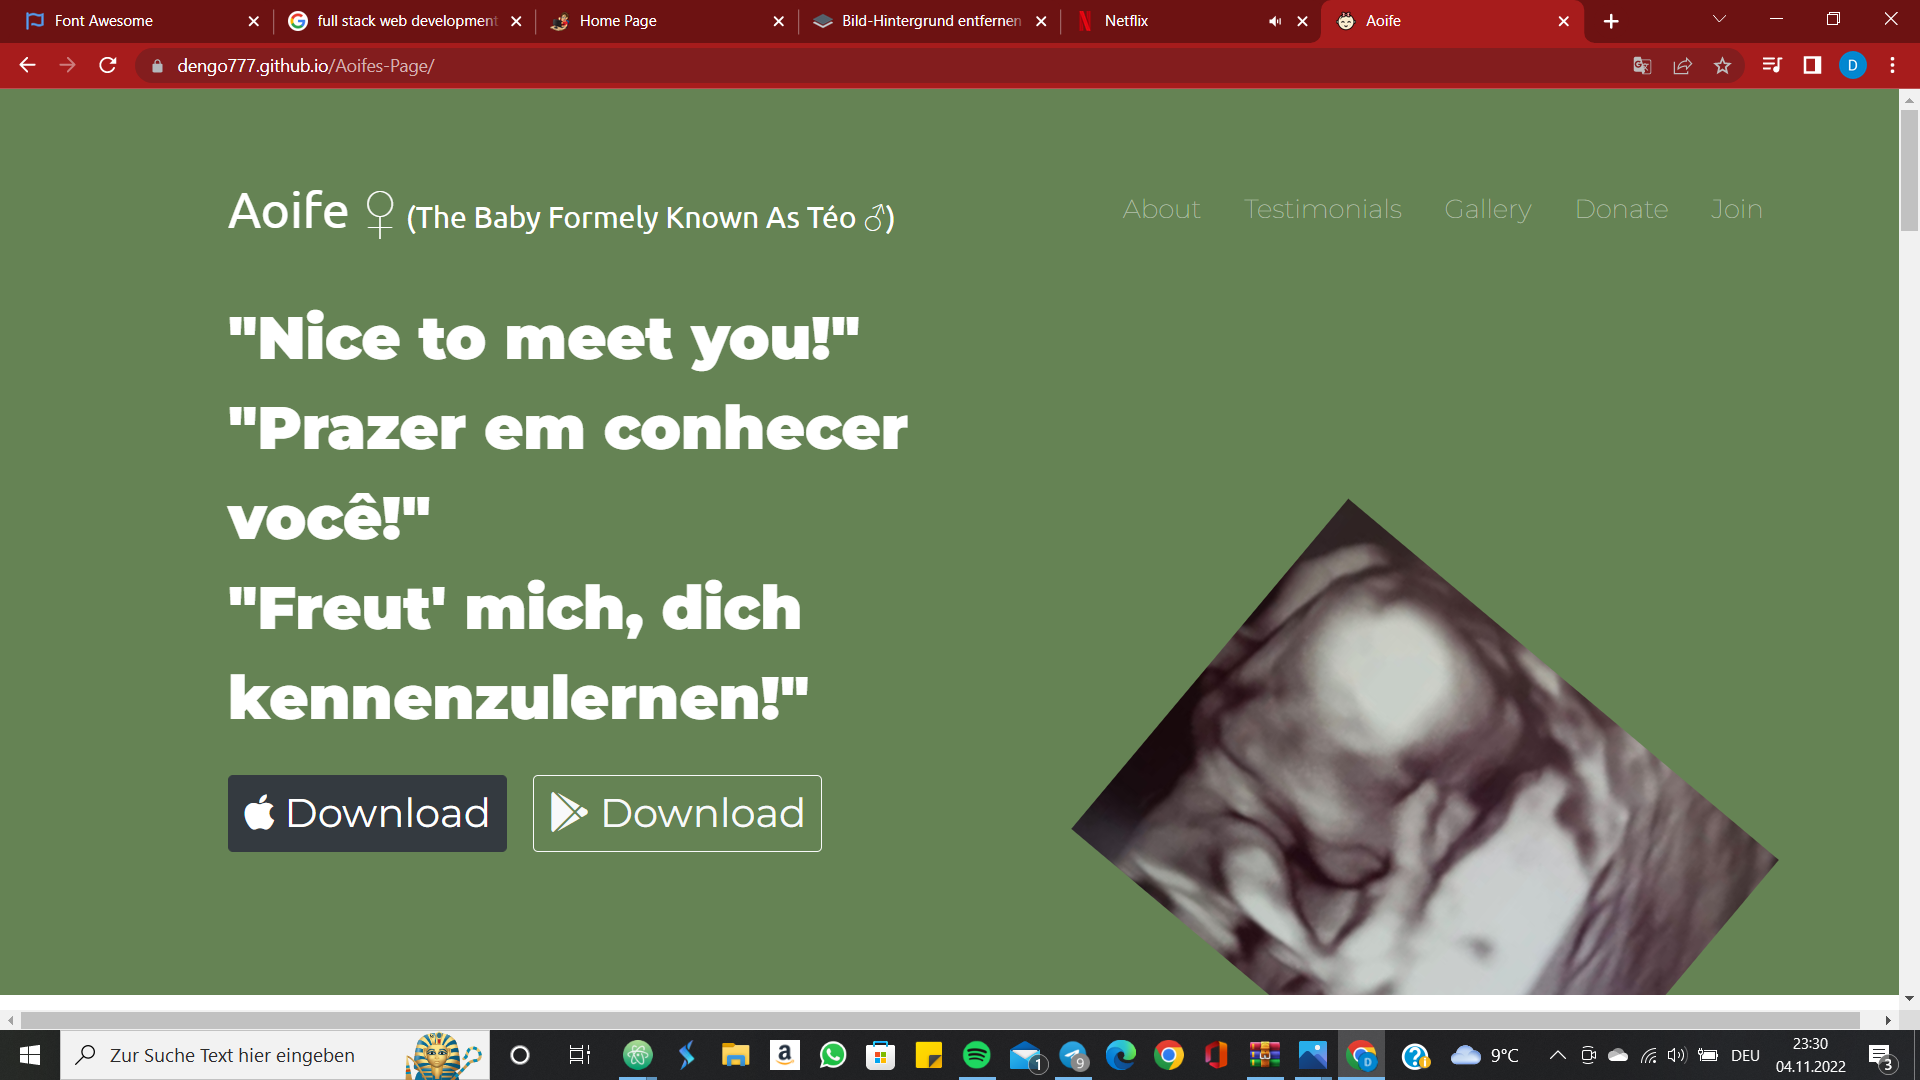 Font Awesome
full stack web development
Home Page
Bild-Hintergrund entfernen
Netflix
Aoife
dengo777.github.io/Aoifes-Page/
D
Aoife ♀ (The Baby Formely Known As Téo ♂)
About Testimonials Gallery Donate Join
"Nice to meet you!"
"Prazer em conhecer
você!"
"Freut' mich, dich
kennenzulernen!"
Download Download
Zur Suche Text hier eingeben
1
9
D
9°C
DEU
23:30
04.11.2022
3